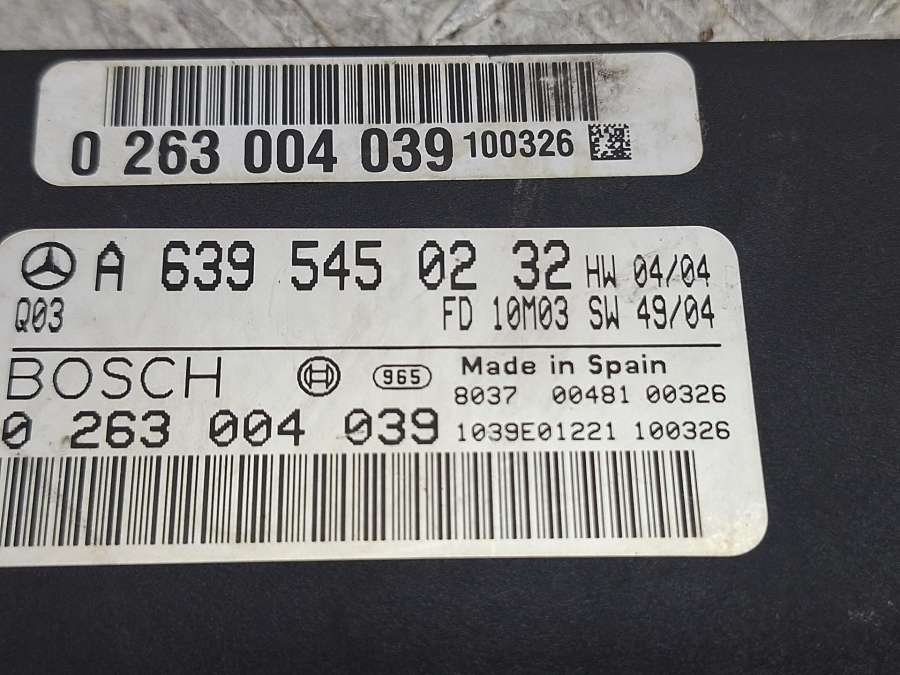 0 263 004 039 100326
A 639 545 02 32 HW 04/04
Q03 FD 10M03 SW 49/04
BOSCH 965 Made in Spain
8037 00481 00326
0 263 004 039 1039E01221 100326